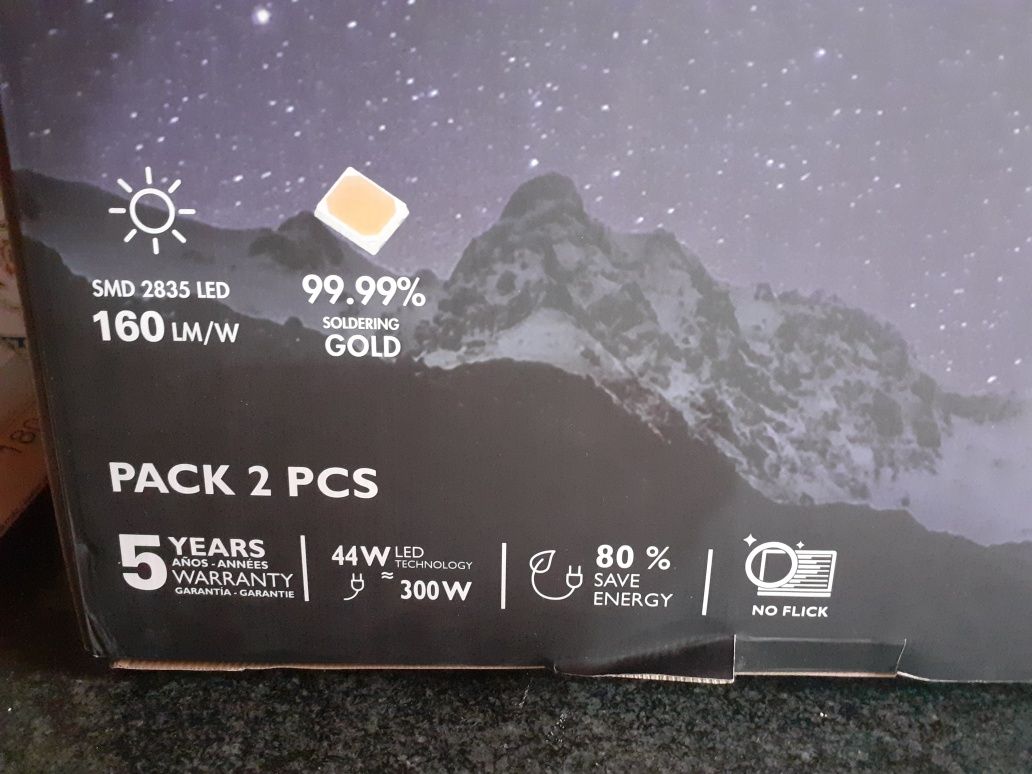 SMD 2835 LED
160 LM/W
99.99%
SOLDERING
GOLD
PACK 2 PCS
5 YEARS
AÑOS - ANNÉES
WARRANTY
GARANTÍA - GARANTIE
44W LED
TECHNOLOGY
≈ 300W
80 %
SAVE
ENERGY
NO FLICK